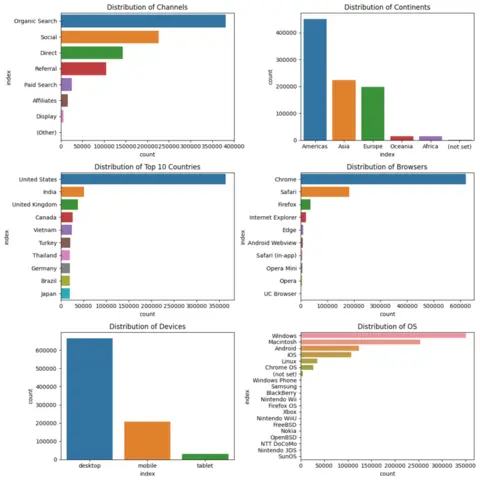 Distribution of Channels
index
Organic Search
Social
Direct
Referral
Paid Search
Affiliates
Display
(Other)
0 50000 100000 150000 200000 250000 300000 350000 400000
count
Distribution of Continents
count
400000
300000
200000
100000
0
Americas Asia Europe Oceania Africa (not set)
index
Distribution of Top 10 Countries
index
United States
India
United Kingdom
Canada
Vietnam
Turkey
Thailand
Germany
Brazil
Japan
0 50000 100000 150000 200000 250000 300000 350000
count
Distribution of Browsers
index
Chrome
Safari
Firefox
Internet Explorer
Edge
Android Webview
Safari (in-app)
Opera Mini
Opera
UC Browser
0 100000 200000 300000 400000 500000 600000
count
Distribution of Devices
count
600000
500000
400000
300000
200000
100000
0
desktop mobile tablet
index
Distribution of OS
index
Windows
Macintosh
Android
iOS
Linux
Chrome OS
(not set)
Windows Phone
Samsung
BlackBerry
Nintendo Wii
Firefox OS
Xbox
Nintendo WiiU
FreeBSD
Nokia
OpenBSD
NTT DoCoMo
Nintendo 3DS
SunOS
0 50000 100000 150000 200000 250000 300000 350000
count